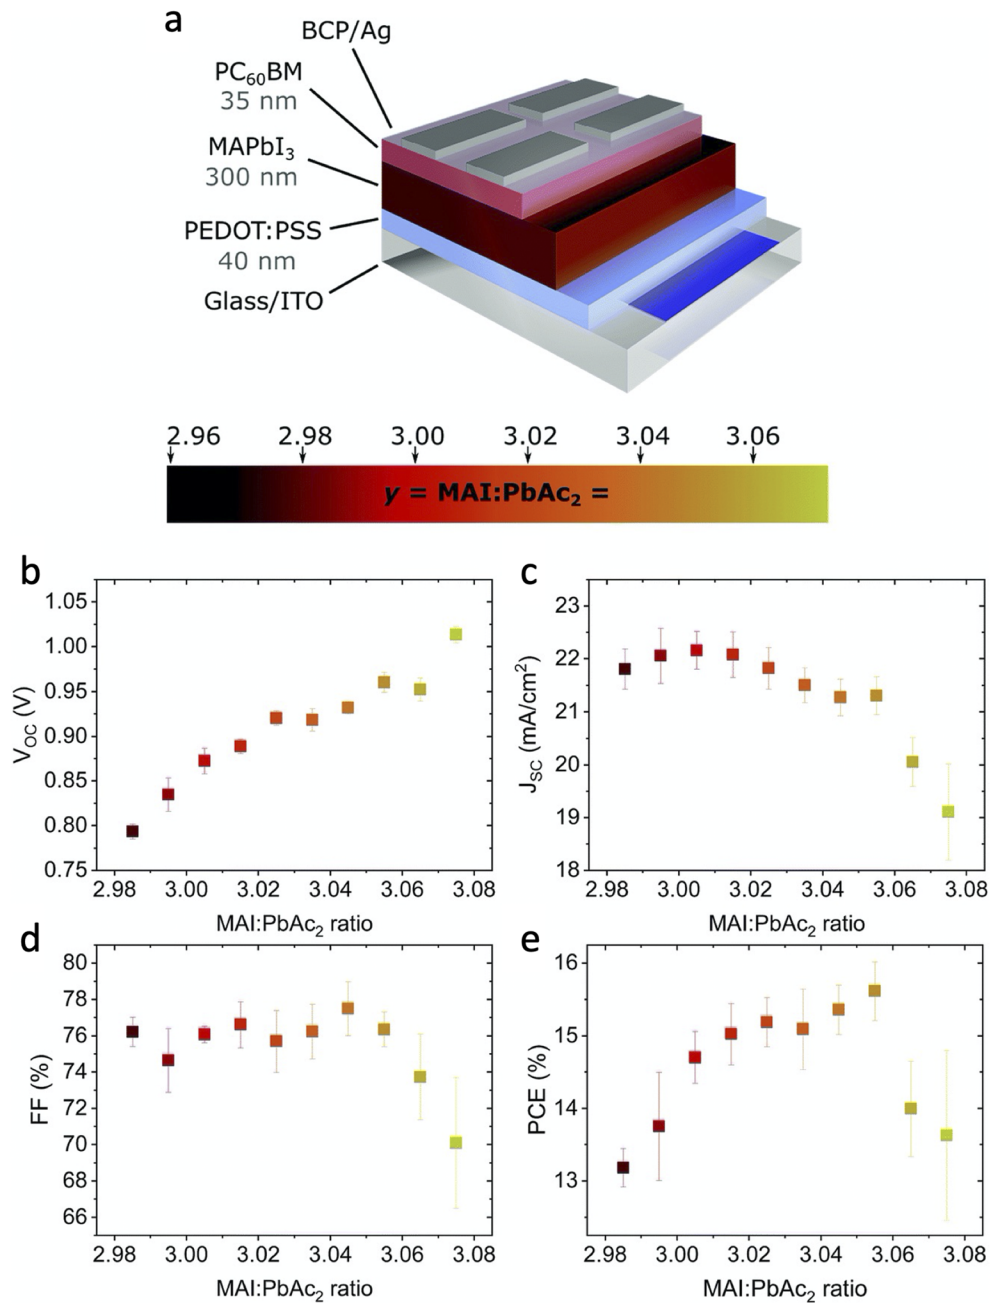 a
BCP/Ag
PC₆₀BM
35 nm
MAPbI₃
300 nm
PEDOT:PSS
40 nm
Glass/ITO
2.96 2.98 3.00 3.02 3.04 3.06
y = MAI:PbAc₂ =
b
V_OC (V)
1.05
1.00
0.95
0.90
0.85
0.80
0.75
2.98 3.00 3.02 3.04 3.06 3.08
MAI:PbAc₂ ratio
c
J_SC (mA/cm²)
23
22
21
20
19
18
2.98 3.00 3.02 3.04 3.06 3.08
MAI:PbAc₂ ratio
d
FF (%)
80
78
76
74
72
70
68
66
2.98 3.00 3.02 3.04 3.06 3.08
MAI:PbAc₂ ratio
e
PCE (%)
16
15
14
13
2.98 3.00 3.02 3.04 3.06 3.08
MAI:PbAc₂ ratio